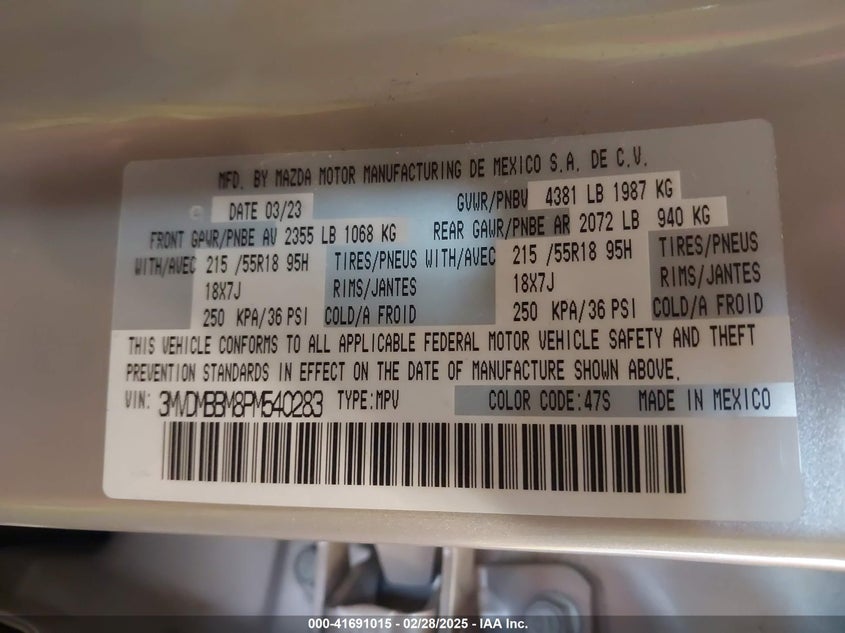 MFD. BY MAZDA MOTOR MANUFACTURING DE MEXICO S.A. DE C.V.
DATE 03/23 GVWR/PNBV 4381 LB 1987 KG
FRONT GAWR/PNBE AV 2355 LB 1068 KG REAR GAWR/PNBE AR 2072 LB 940 KG
WITH/AVEC 215 /55R18 95H TIRES/PNEUS WITH/AVEC 215 /55R18 95H TIRES/PNEUS
18X7J RIMS/JANTES 18X7J RIMS/JANTES
250 KPA/36 PSI COLD/A FROID 250 KPA/36 PSI COLD/A FROID
THIS VEHICLE CONFORMS TO ALL APPLICABLE FEDERAL MOTOR VEHICLE SAFETY AND THEFT
PREVENTION STANDARDS IN EFFECT ON THE DATE OF MANUFACTURE SHOWN ABOVE.
VIN: 3MVDMBBM8PM540283 TYPE:MPV COLOR CODE:47S MADE IN MEXICO
000-41691015 - 02/28/2025 - IAA Inc.